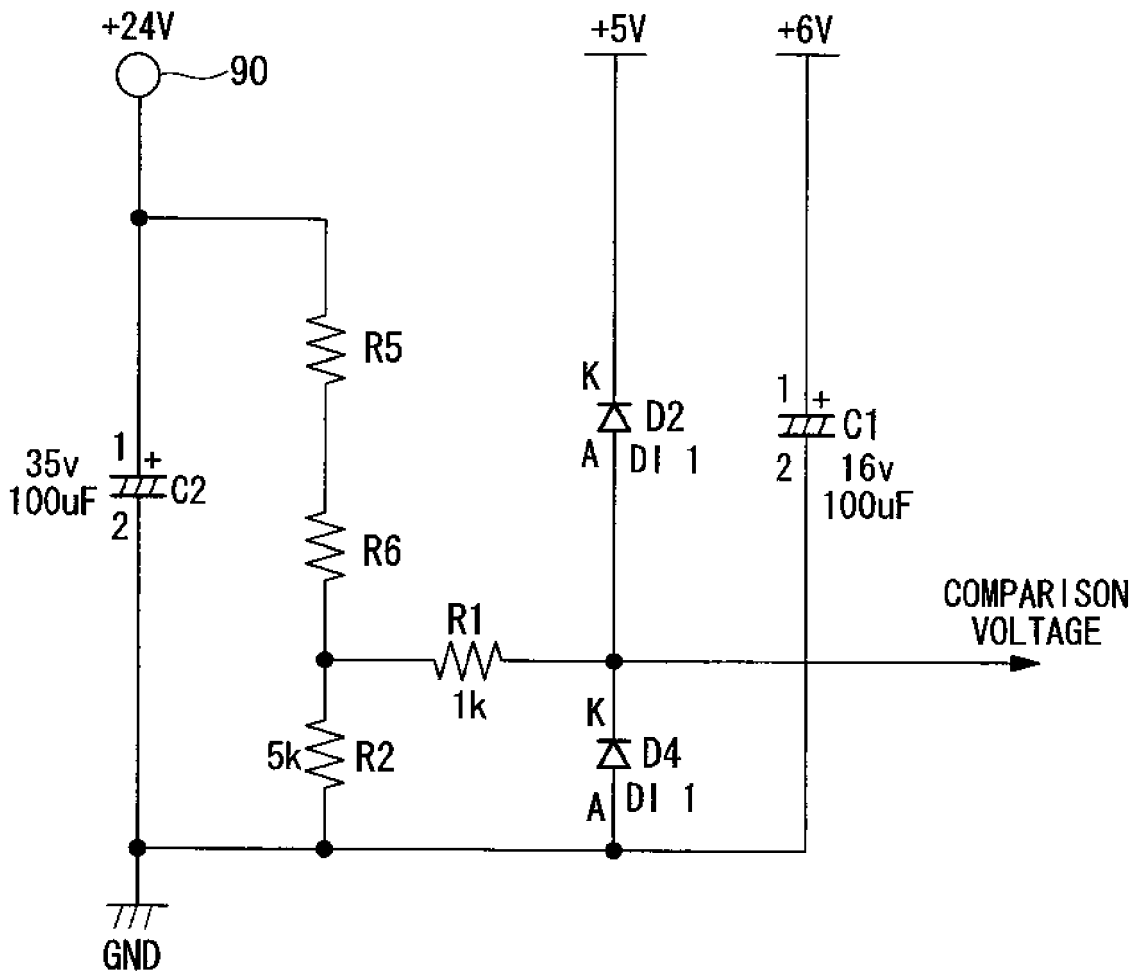 +24V
90
+5V
+6V
R5
K
D2
A
DI 1
1
+
C1
2
16v
100uF
1
+
35v
100uF
C2
2
R6
R1
1k
COMPARISON
VOLTAGE
5k
R2
K
D4
A
DI 1
GND